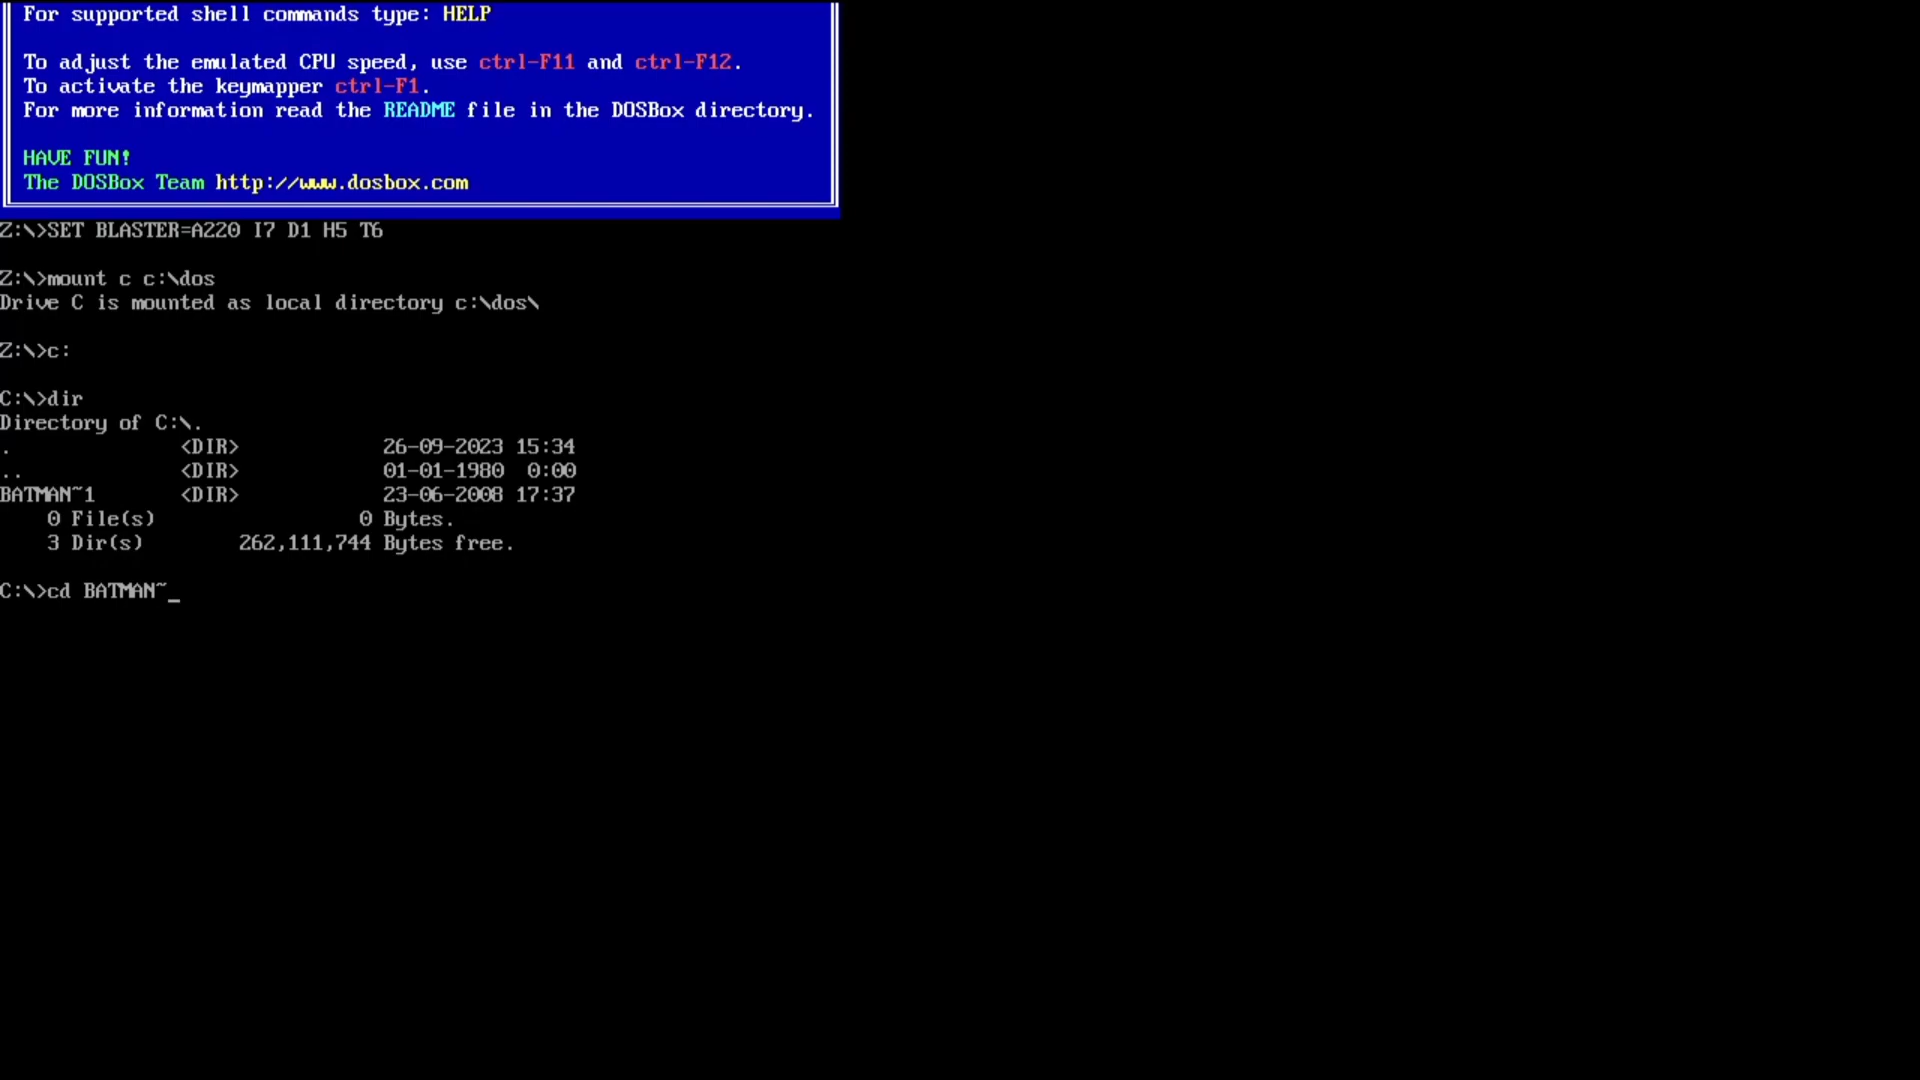 For supported shell commands type: HELP
To adjust the emulated CPU speed, use ctrl-F11 and ctrl-F12.
To activate the keymapper ctrl-F1.
For more information read the README file in the DOSBox directory.
HAVE FUN!
The DOSBox Team http://www.dosbox.com
Z:\>SET BLASTER=A220 I7 D1 H5 T6
Z:\>mount c c:\dos
Drive C is mounted as local directory c:\dos\
Z:\>c:
C:\>dir
Directory of C:\.
. <DIR> 26-09-2023 15:34
.. <DIR> 01-01-1980 0:00
BATMAN~1 <DIR> 23-06-2008 17:37
0 File(s) 0 Bytes.
3 Dir(s) 262,111,744 Bytes free.
C:\>cd BATMAN~_